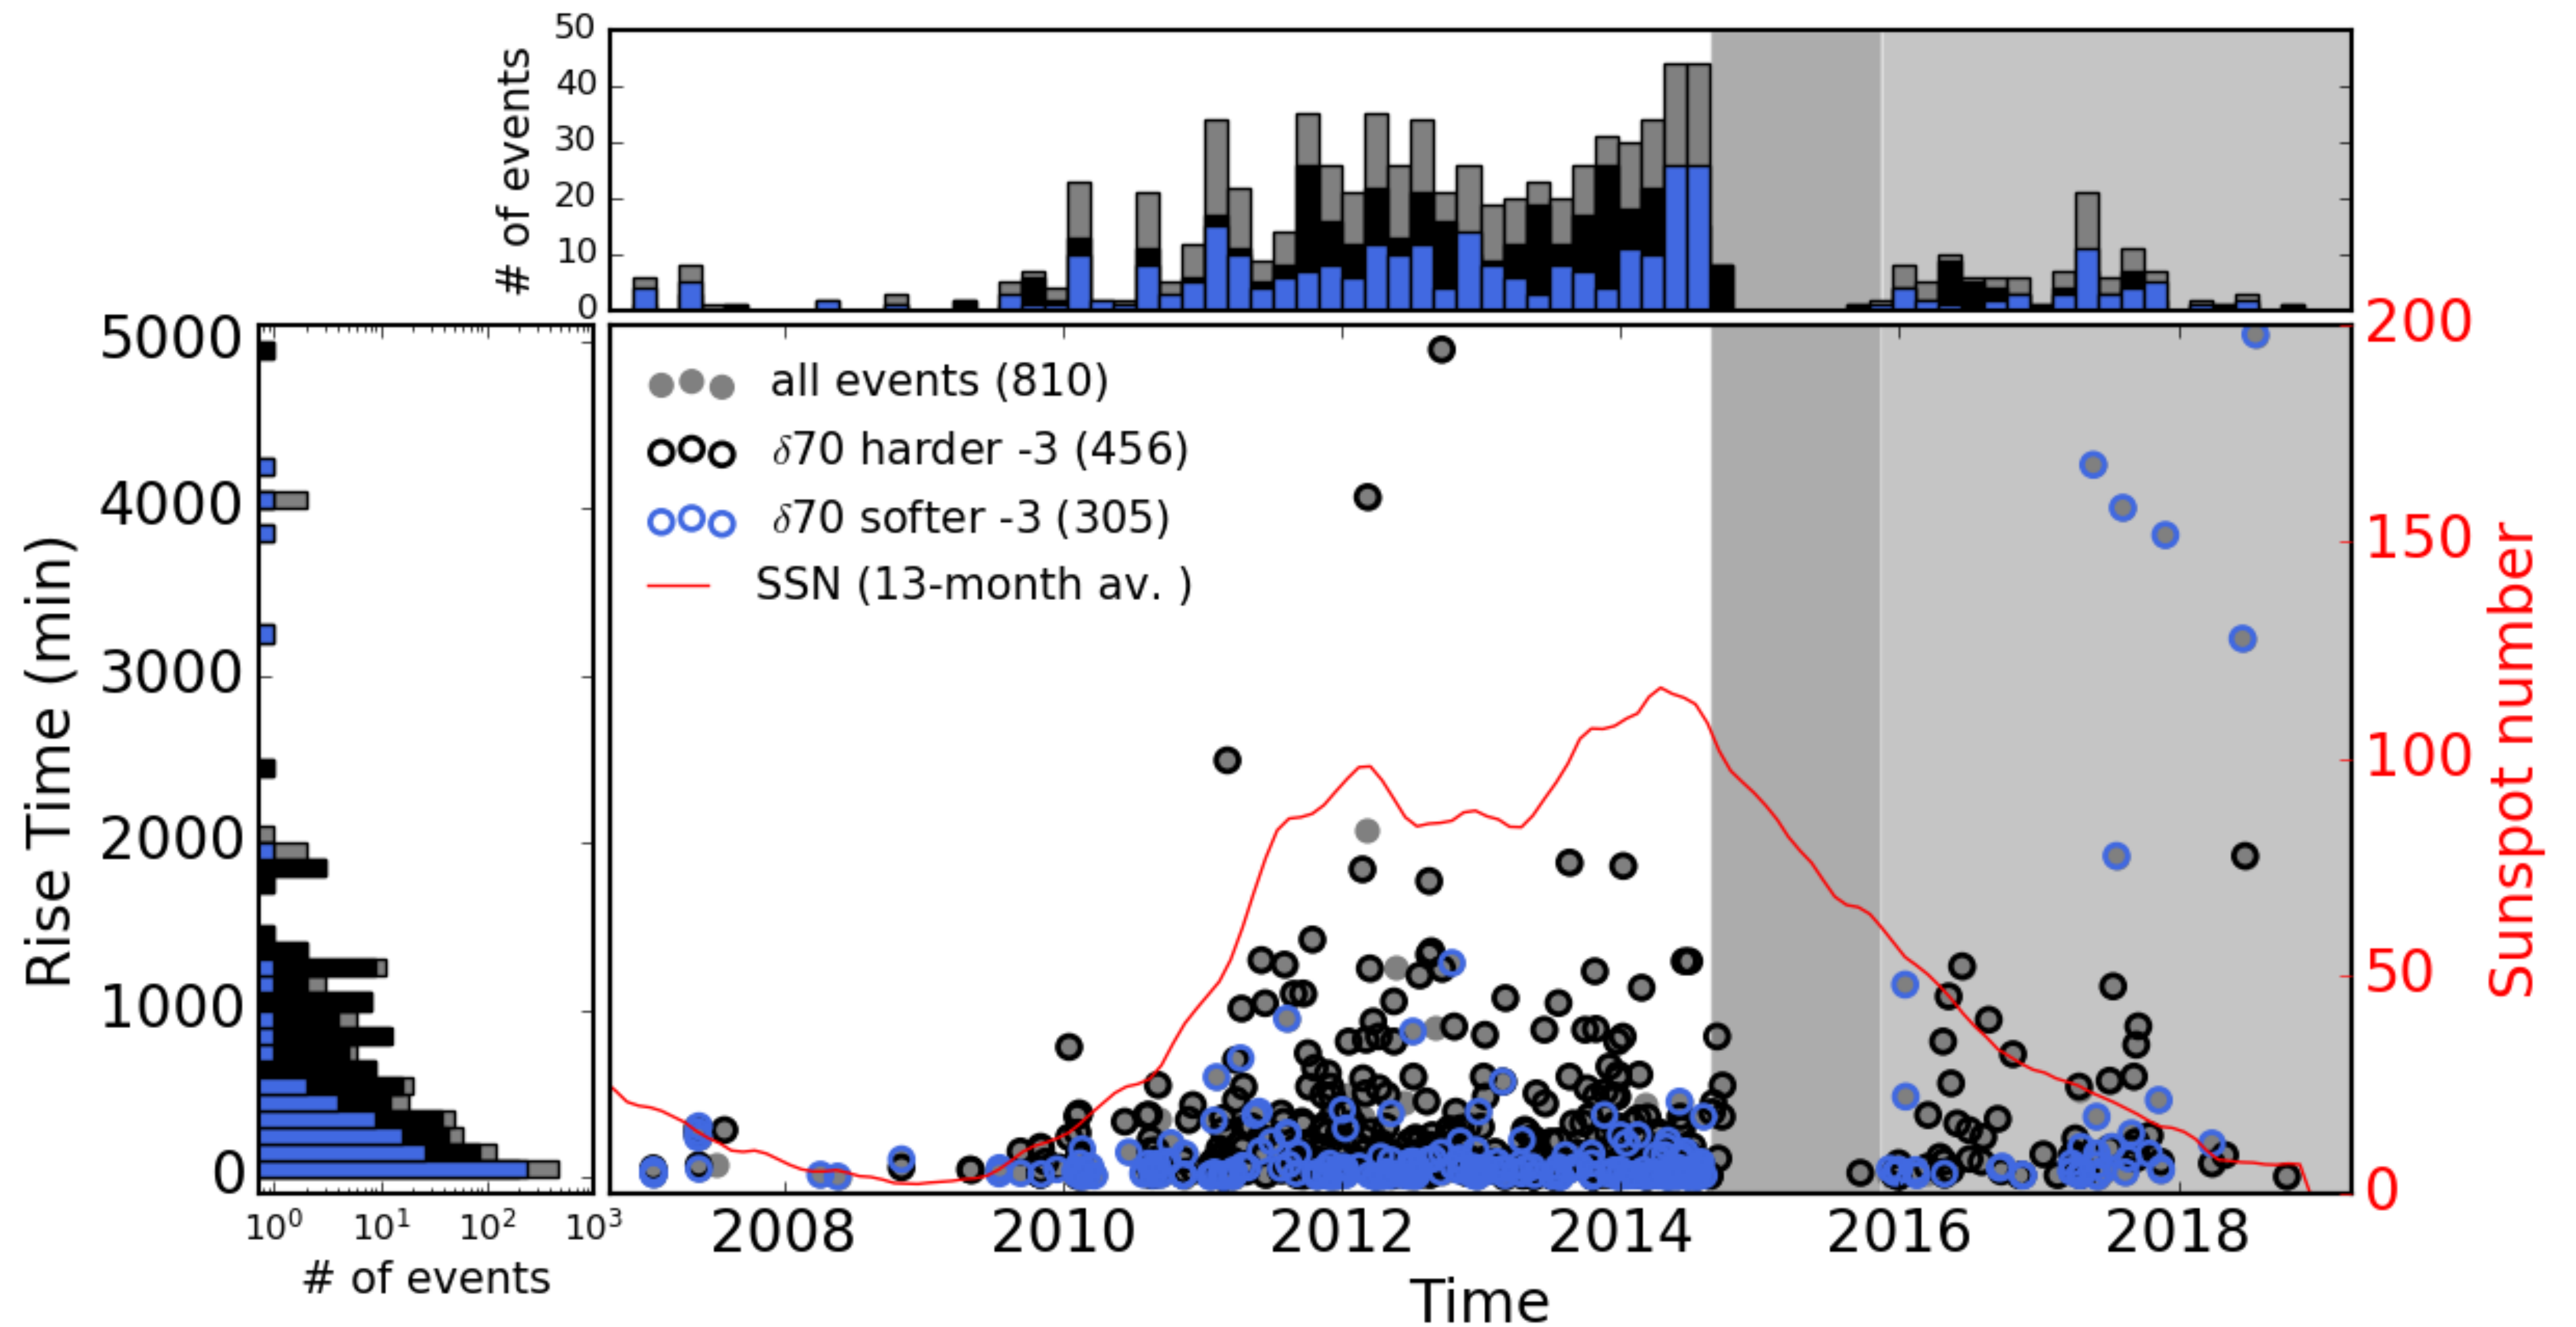 50
40
30
20
10
0
# of events
5000
4000
3000
2000
1000
0
Rise Time (min)
10⁰ 10¹ 10² 10³
# of events
all events (810)
δ70 harder -3 (456)
δ70 softer -3 (305)
SSN (13-month av. )
200
150
100
50
0
Sunspot number
2008 2010 2012 2014 2016 2018
Time